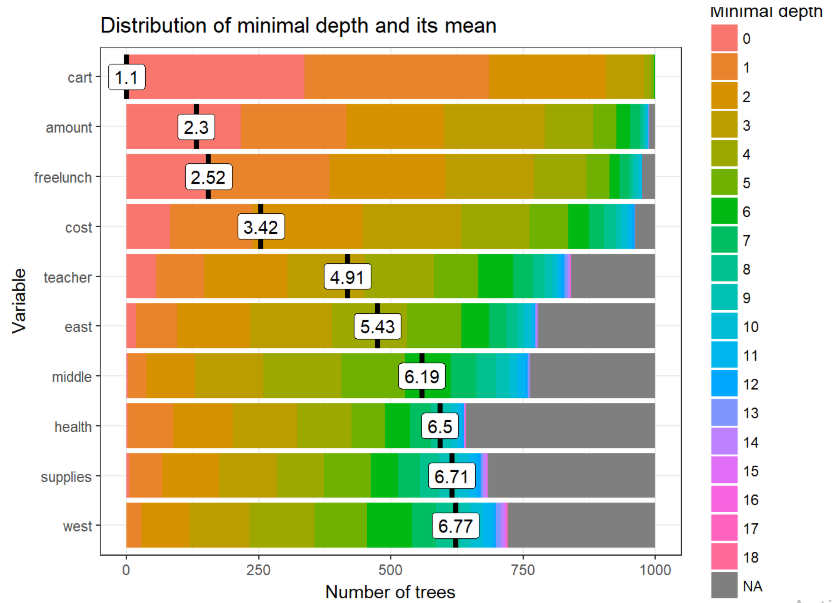 Distribution of minimal depth and its mean
Minimal depth
cart
1.1
amount
2.3
freelunch
2.52
cost
3.42
teacher
4.91
east
5.43
middle
6.19
health
6.5
supplies
6.71
west
6.77
Variable
0
250
500
750
1000
Number of trees
0
1
2
3
4
5
6
7
8
9
10
11
12
13
14
15
16
17
18
NA